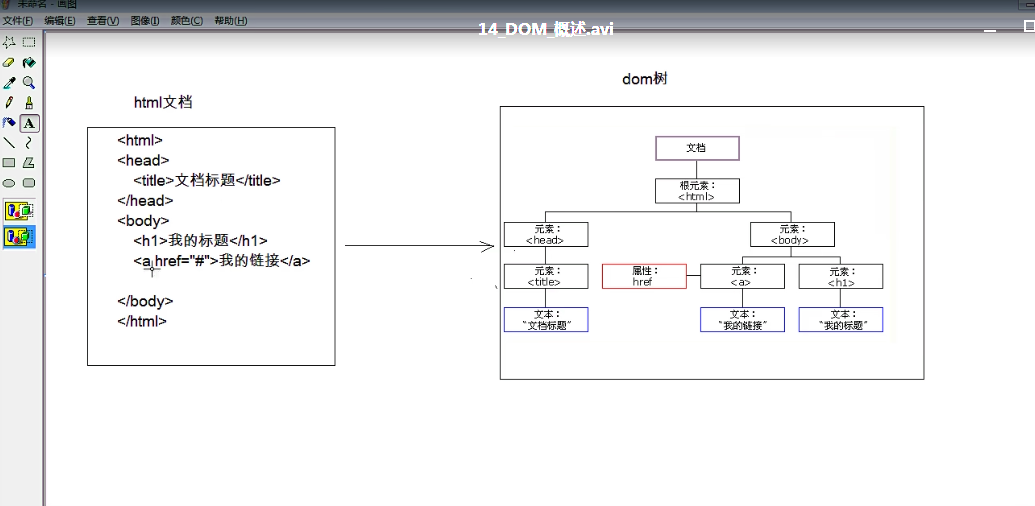 未命名 - 画图
文件(F) 编辑(E) 查看(V) 图像(I) 颜色(C) 帮助(H)
14_DOM_概述.avi
A
html文档
<html>
<head>
<title>文档标题</title>
</head>
<body>
<h1>我的标题</h1>
<a href="#">我的链接</a>
</body>
</html>
dom树
文档
根元素：
<html>
元素：
<head>
元素：
<body>
元素：
<title>
属性：
href
元素：
<a>
元素：
<h1>
文本：
“文档标题”
文本：
“我的链接”
文本：
“我的标题”